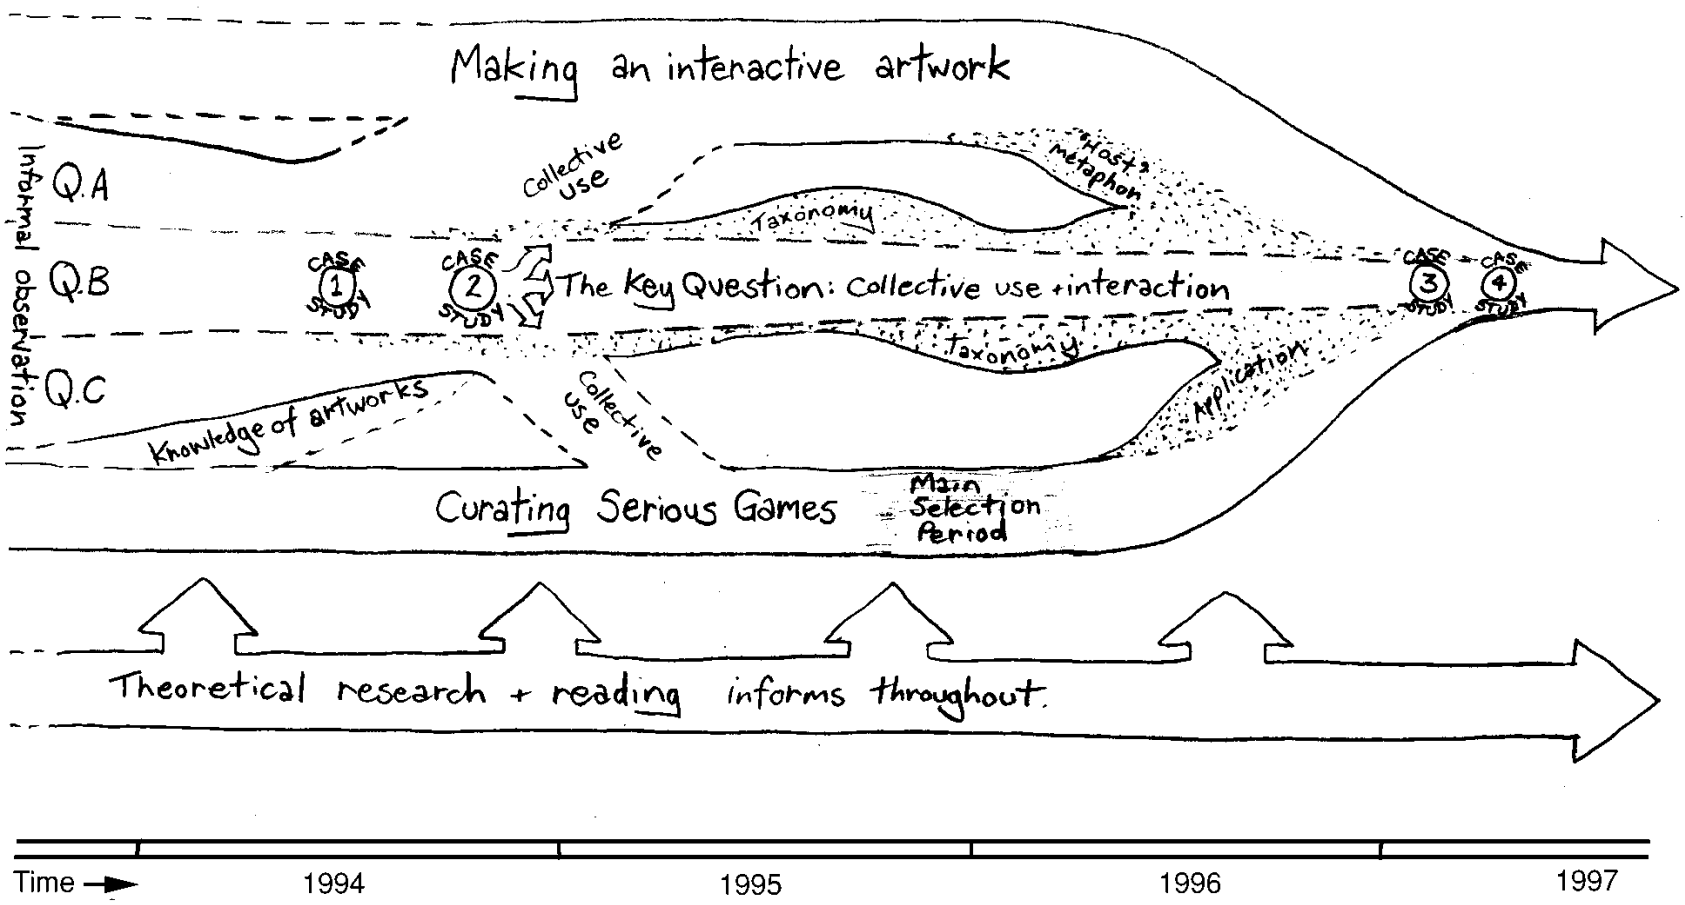 Making an interactive artwork
Informal observation
Q.A
Collective
use
"Host"
metaphor
Taxonomy
Q.B
CASE
1
STUDY
CASE
2
STUDY
The Key Question: Collective use + interaction
CASE
3
STUDY
CASE
4
STUDY
Q.C
Knowledge of artworks
Collective
use
Taxonomy
Application
Curating Serious Games
Main
Selection
Period
Theoretical research + reading informs throughout.
Time
1994
1995
1996
1997